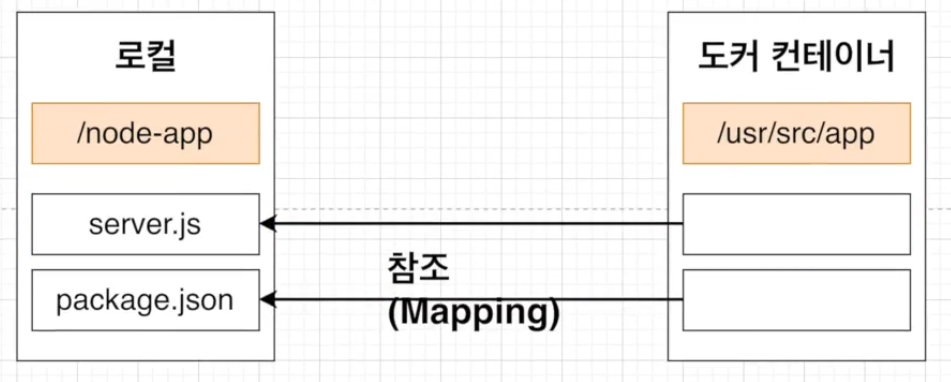 로컬
도커 컨테이너
/node-app
/usr/src/app
server.js
package.json
참조
(Mapping)